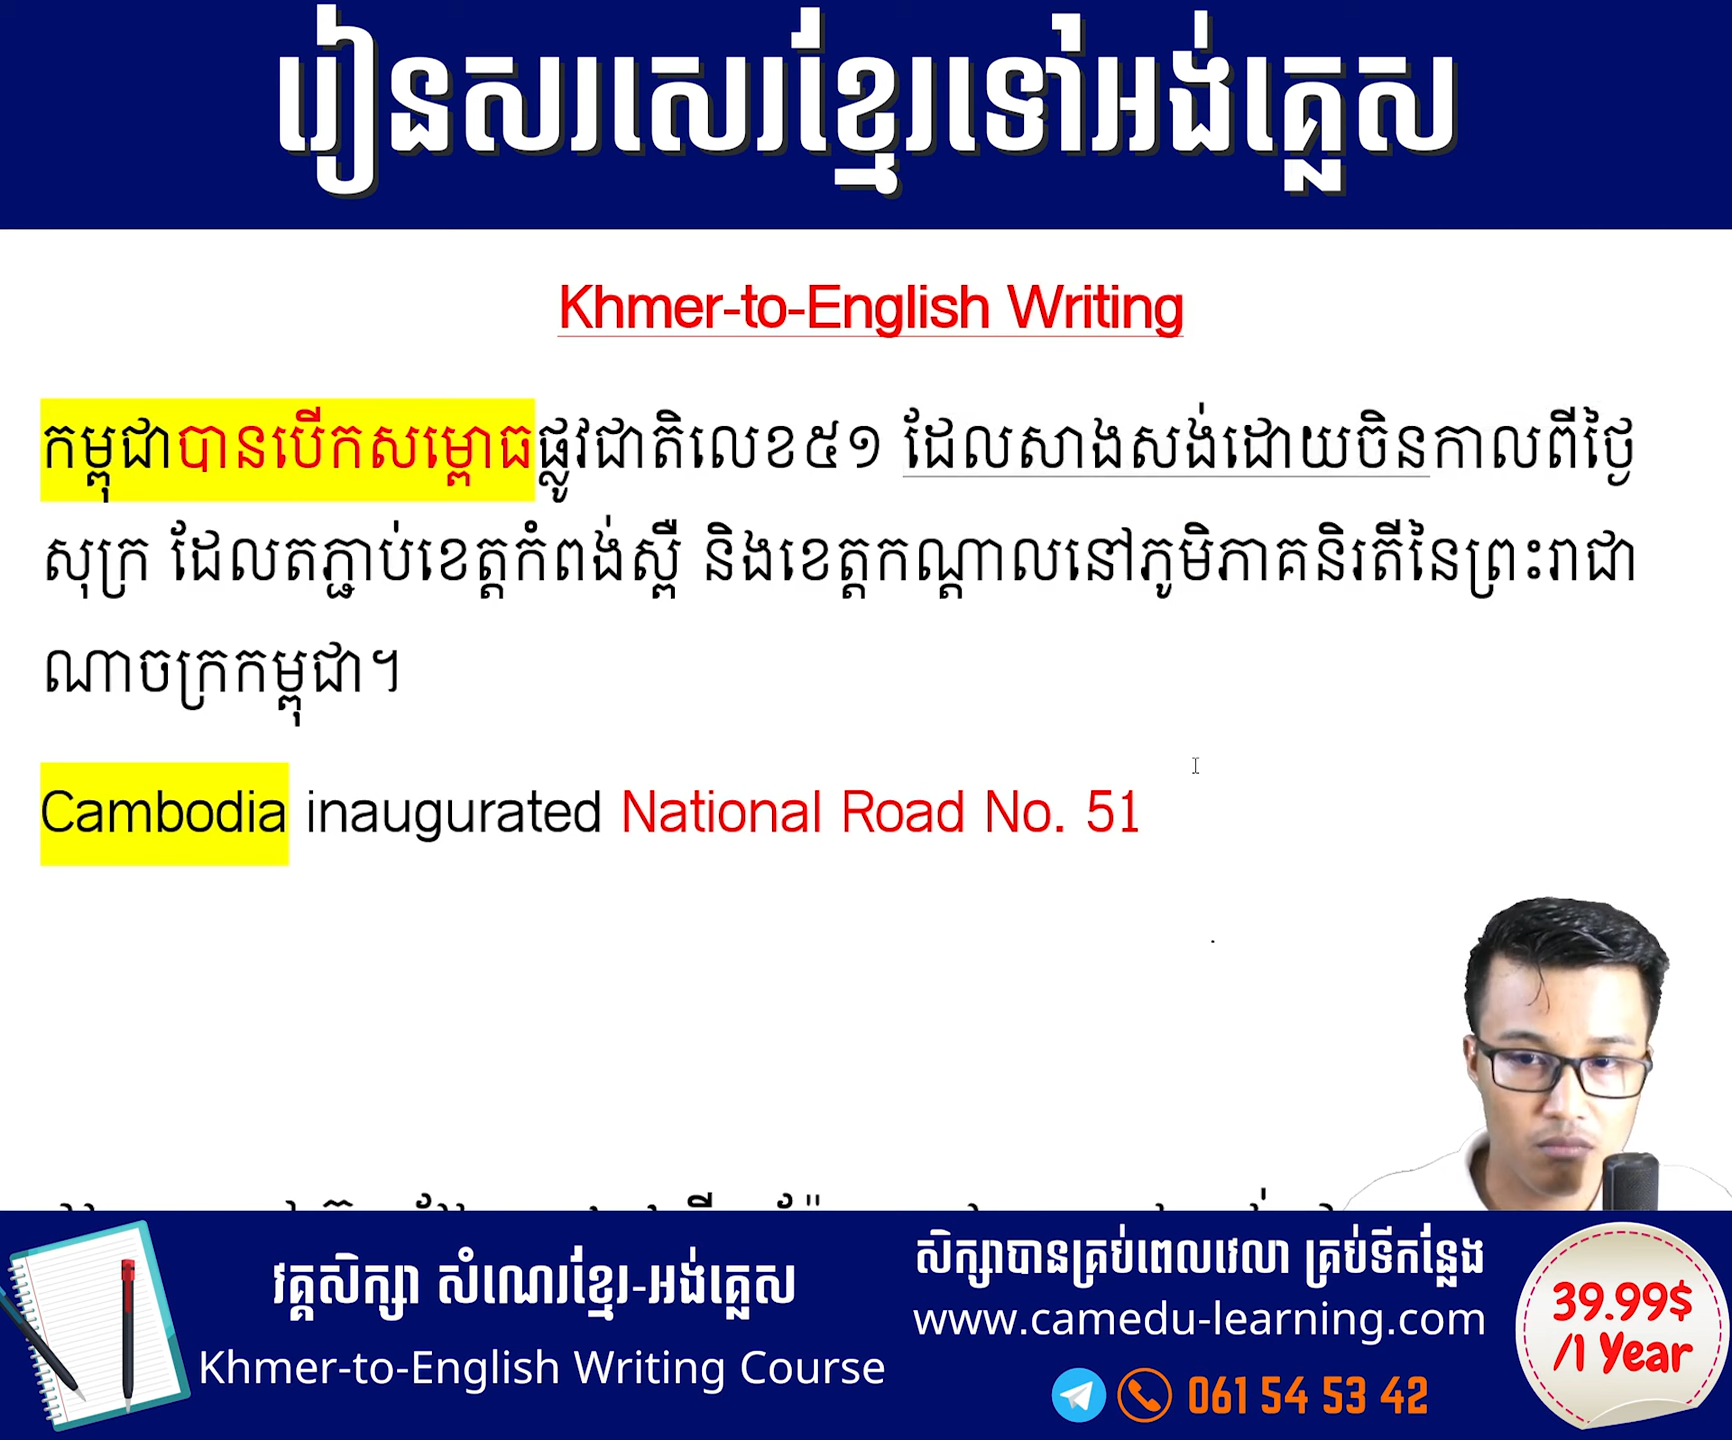 រៀនសរសេរខ្មែរទៅអង់គ្លេស
Khmer-to-English Writing
កម្ពុជាបានបើកសម្ពោធផ្លូវជាតិលេខ៥១ ដែលសាងសង់ដោយចិនកាលពីថ្ងៃ
សុក្រ ដែលតភ្ជាប់ខេត្តកំពង់ស្ពឺ និងខេត្តកណ្តាលនៅភូមិភាគនិរតីនៃព្រះរាជា
ណាចក្រកម្ពុជា។
Cambodia inaugurated National Road No. 51
វគ្គសិក្សា សំណេរខ្មែរ-អង់គ្លេស
Khmer-to-English Writing Course
សិក្សាបានគ្រប់ពេលវេលា គ្រប់ទីកន្លែង
www.camedu-learning.com
061 54 53 42
39.99$
/1 Year